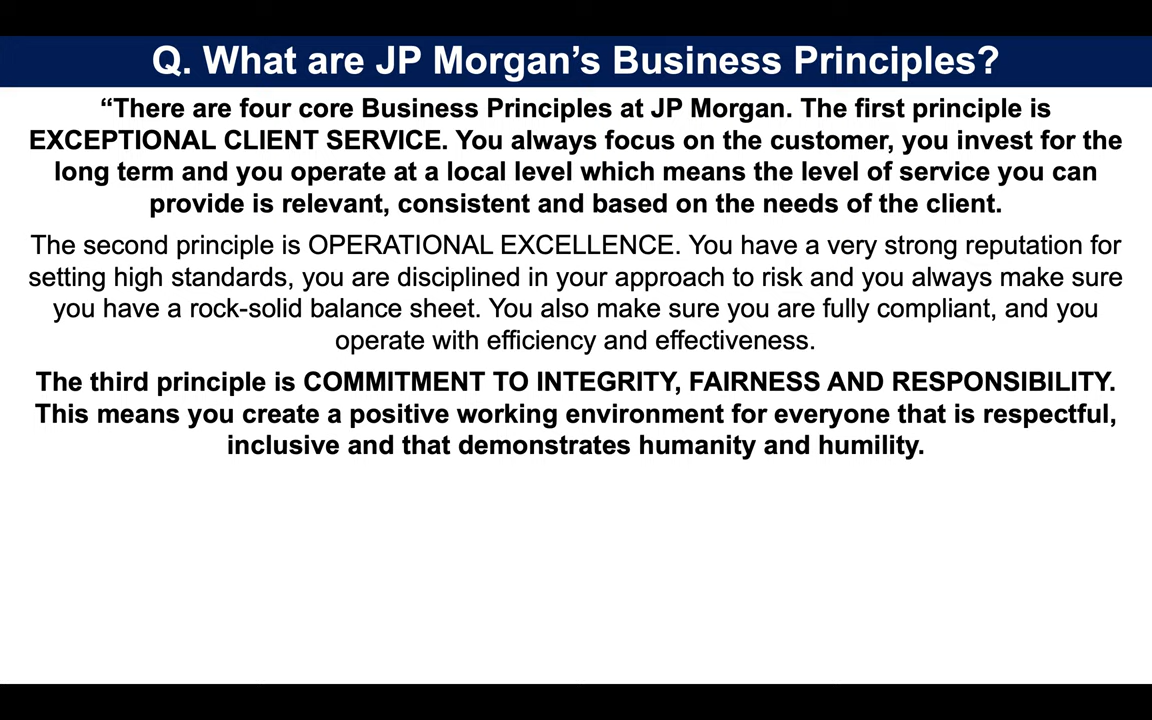 Q. What are JP Morgan’s Business Principles?
“There are four core Business Principles at JP Morgan. The first principle is
EXCEPTIONAL CLIENT SERVICE. You always focus on the customer, you invest for the
long term and you operate at a local level which means the level of service you can
provide is relevant, consistent and based on the needs of the client.
The second principle is OPERATIONAL EXCELLENCE. You have a very strong reputation for
setting high standards, you are disciplined in your approach to risk and you always make sure
you have a rock-solid balance sheet. You also make sure you are fully compliant, and you
operate with efficiency and effectiveness.
The third principle is COMMITMENT TO INTEGRITY, FAIRNESS AND RESPONSIBILITY.
This means you create a positive working environment for everyone that is respectful,
inclusive and that demonstrates humanity and humility.